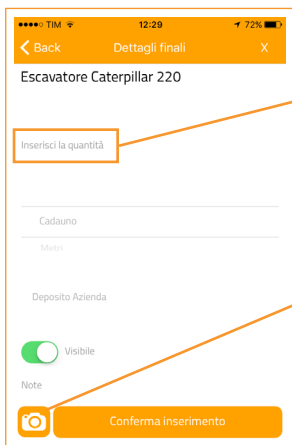 TIM 12:29 72%
Back Dettagli finali X
Escavatore Caterpillar 220
Inserisci la quantità
Cadauno
Metri
Deposito Azienda
Visibile
Note
Conferma inserimento